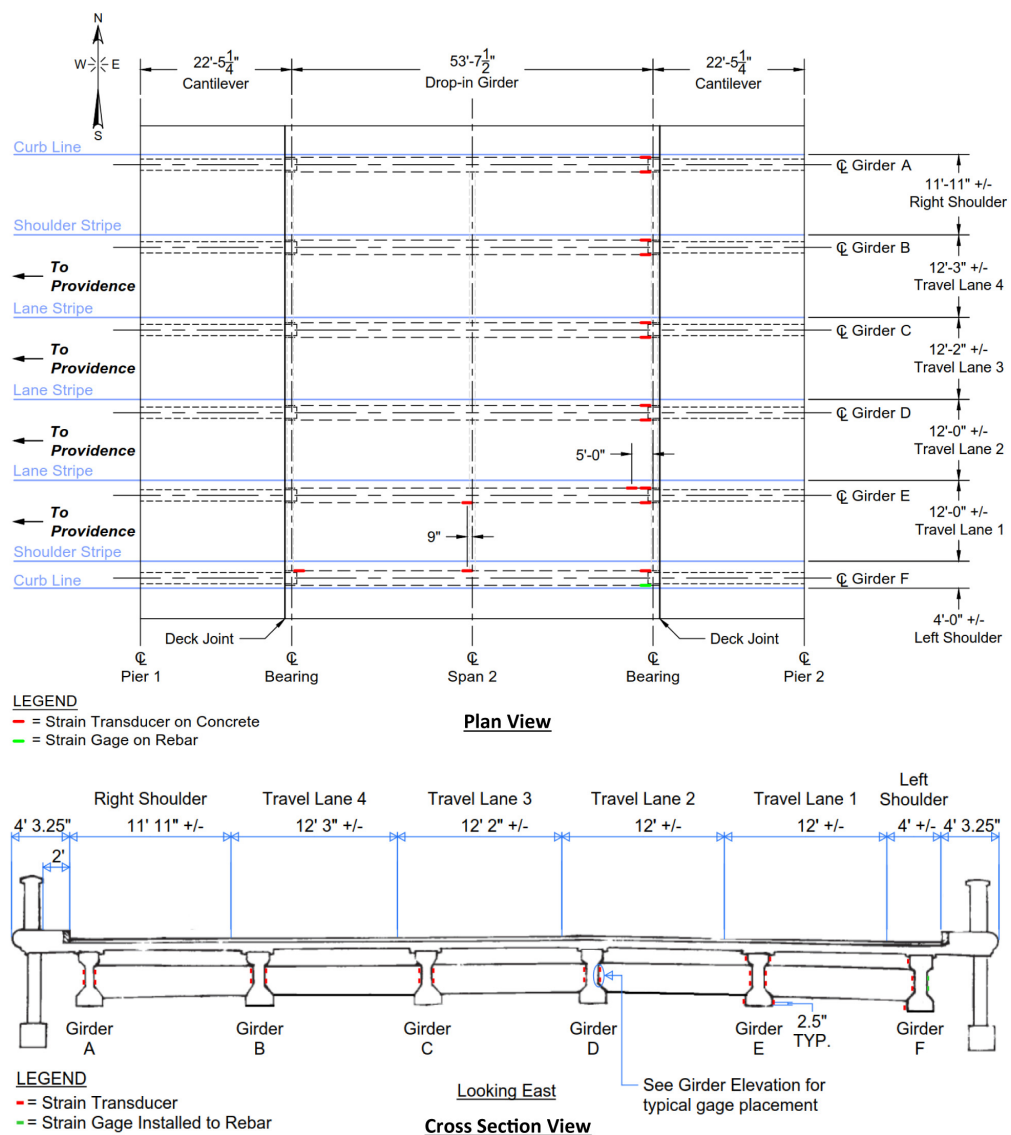 N
W E
S
22'-5 1/4"
Cantilever
53'-7 1/2"
Drop-in Girder
22'-5 1/4"
Cantilever
Curb Line
℄ Girder A
11'-11" +/-
Right Shoulder
Shoulder Stripe
℄ Girder B
To
Providence
12'-3" +/-
Travel Lane 4
Lane Stripe
℄ Girder C
To
Providence
12'-2" +/-
Travel Lane 3
Lane Stripe
℄ Girder D
To
Providence
12'-0" +/-
Travel Lane 2
5'-0"
Lane Stripe
℄ Girder E
To
Providence
12'-0" +/-
Travel Lane 1
9"
Shoulder Stripe
Curb Line
℄ Girder F
4'-0" +/-
Left Shoulder
Deck Joint
Deck Joint
℄
Pier 1
℄
Bearing
℄
Span 2
℄
Bearing
℄
Pier 2
LEGEND
= Strain Transducer on Concrete
= Strain Gage on Rebar
Plan View
Right Shoulder
Travel Lane 4
Travel Lane 3
Travel Lane 2
Travel Lane 1
Left
Shoulder
4' 3.25"
11' 11" +/-
12' 3" +/-
12' 2" +/-
12' +/-
12' +/-
4' +/-
4' 3.25"
2'
Girder
A
Girder
B
Girder
C
Girder
D
Girder
E
2.5"
TYP.
Girder
F
LEGEND
= Strain Transducer
= Strain Gage Installed to Rebar
Looking East
See Girder Elevation for
typical gage placement
Cross Section View